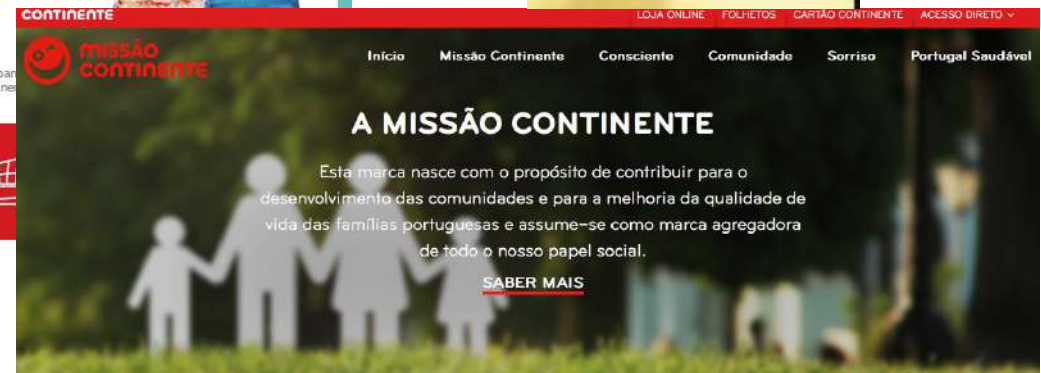 CONTINENTE
LOJA ONLINE FOLHETOS CARTÃO CONTINENTE ACESSO DIRETO
missão
continente
Início Missão Continente Consciente Comunidade Sorriso Portugal Saudável
A MISSÃO CONTINENTE
Esta marca nasce com o propósito de contribuir para o
desenvolvimento das comunidades e para a melhoria da qualidade de
vida das famílias portuguesas e assume-se como marca agregadora
de todo o nosso papel social.
SABER MAIS